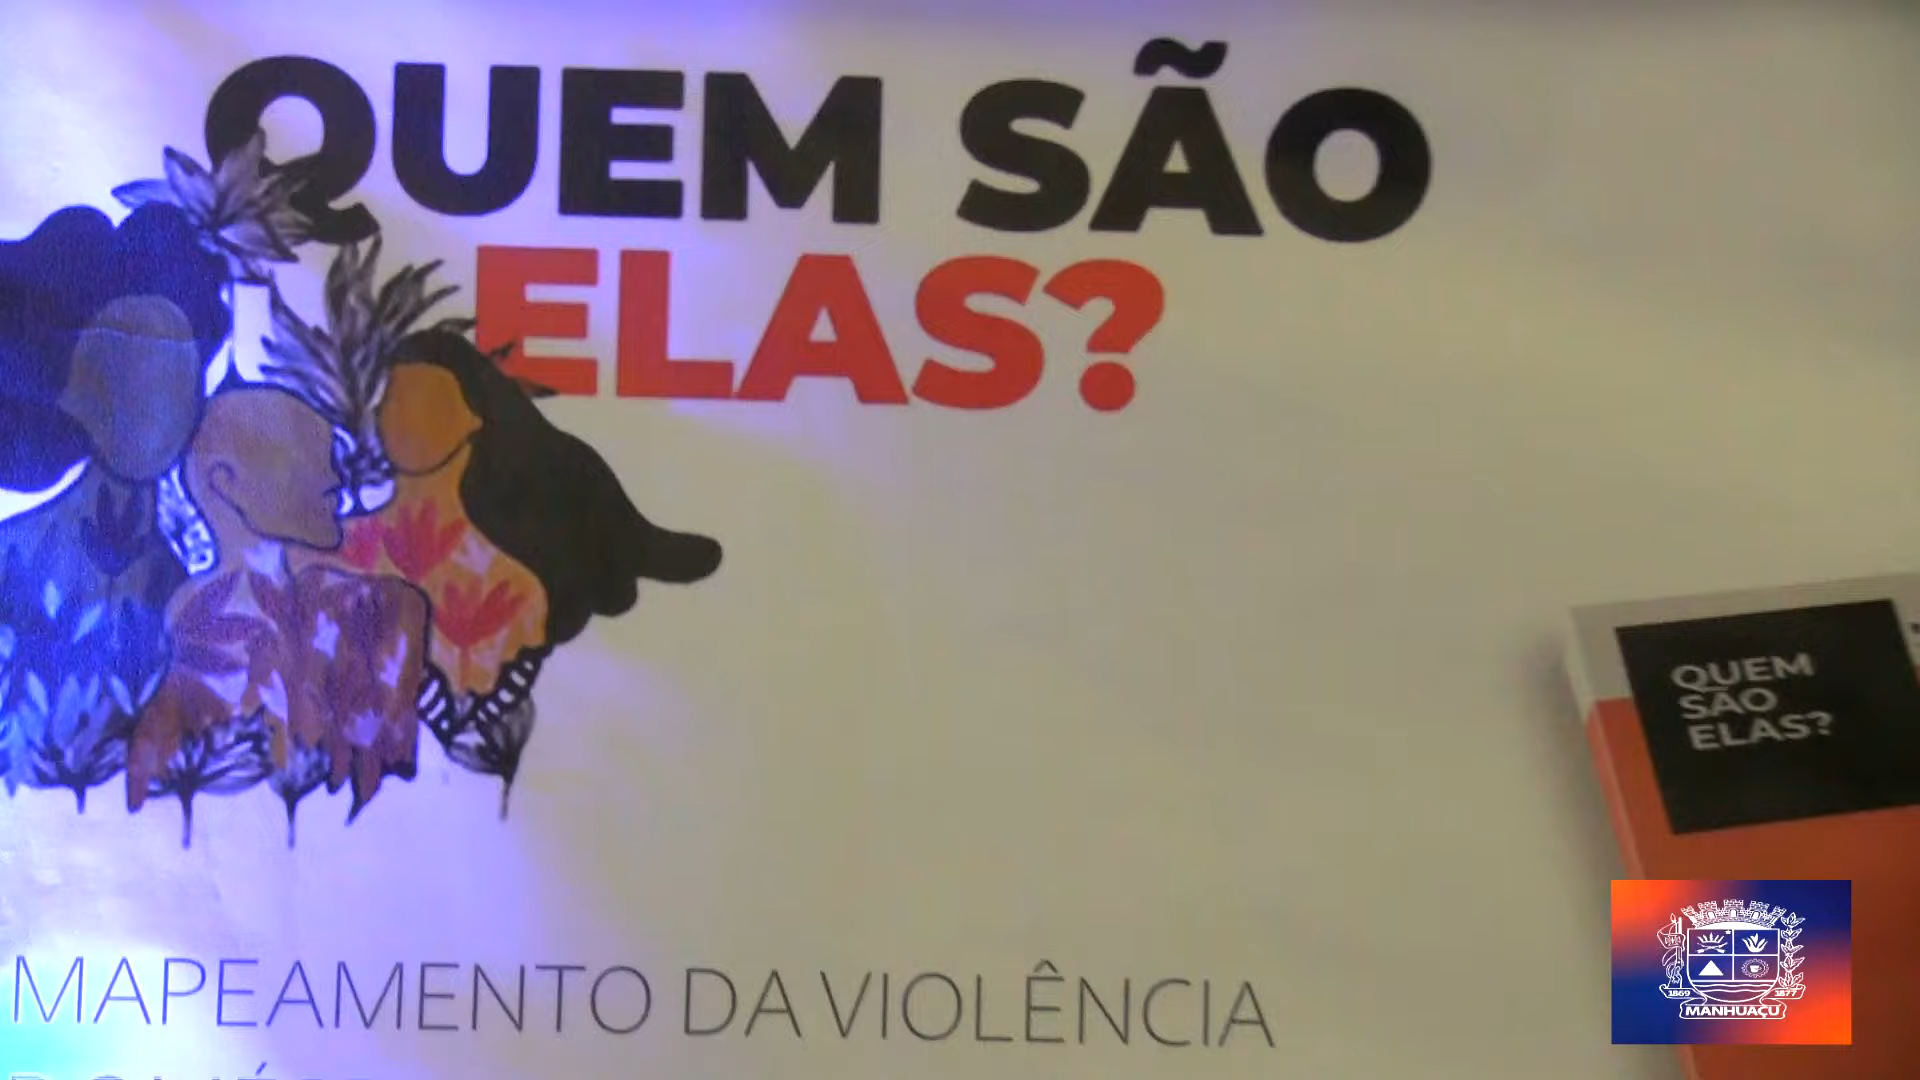 QUEM SÃO
ELAS?
QUEM
SÃO
ELAS?
MAPEAMENTO DA VIOLÊNCIA
1869
1877
MANHUAÇU